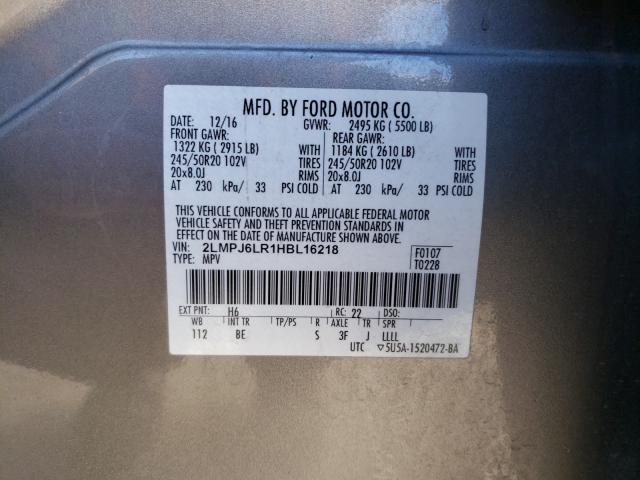 MFD. BY FORD MOTOR CO.
DATE: 12/16 GVWR: 2495 KG ( 5500 LB)
FRONT GAWR: REAR GAWR:
1322 KG ( 2915 LB) WITH 1184 KG ( 2610 LB) WITH
245/50R20 102V TIRES 245/50R20 102V TIRES
20x8.0J RIMS 20x8.0J RIMS
AT 230 kPa/ 33 PSI COLD AT 230 kPa/ 33 PSI COLD
THIS VEHICLE CONFORMS TO ALL APPLICABLE FEDERAL MOTOR
VEHICLE SAFETY AND THEFT PREVENTION STANDARDS IN
EFFECT ON THE DATE OF MANUFACTURE SHOWN ABOVE.
VIN: 2LMPJ6LR1HBL16218 F0107
TYPE: MPV T0228
EXT PNT: H6 RC: 22 DSO:
WB INT TR TP/PS R AXLE TR SPR
112 BE S 3F J LLLL
UTC ▽5U5A-1520472-BA